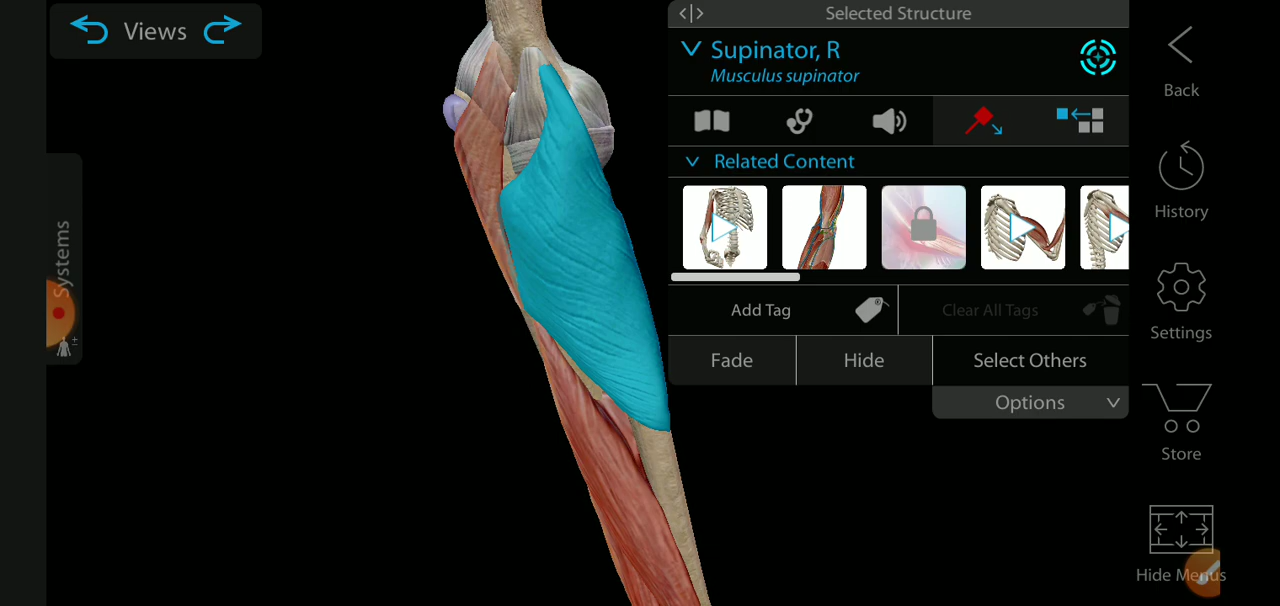 Views
Systems
Selected Structure
Supinator, R
Musculus supinator
Related Content
Add Tag
Clear All Tags
Fade
Hide
Select Others
Options
Back
History
Settings
Store
Hide Menus